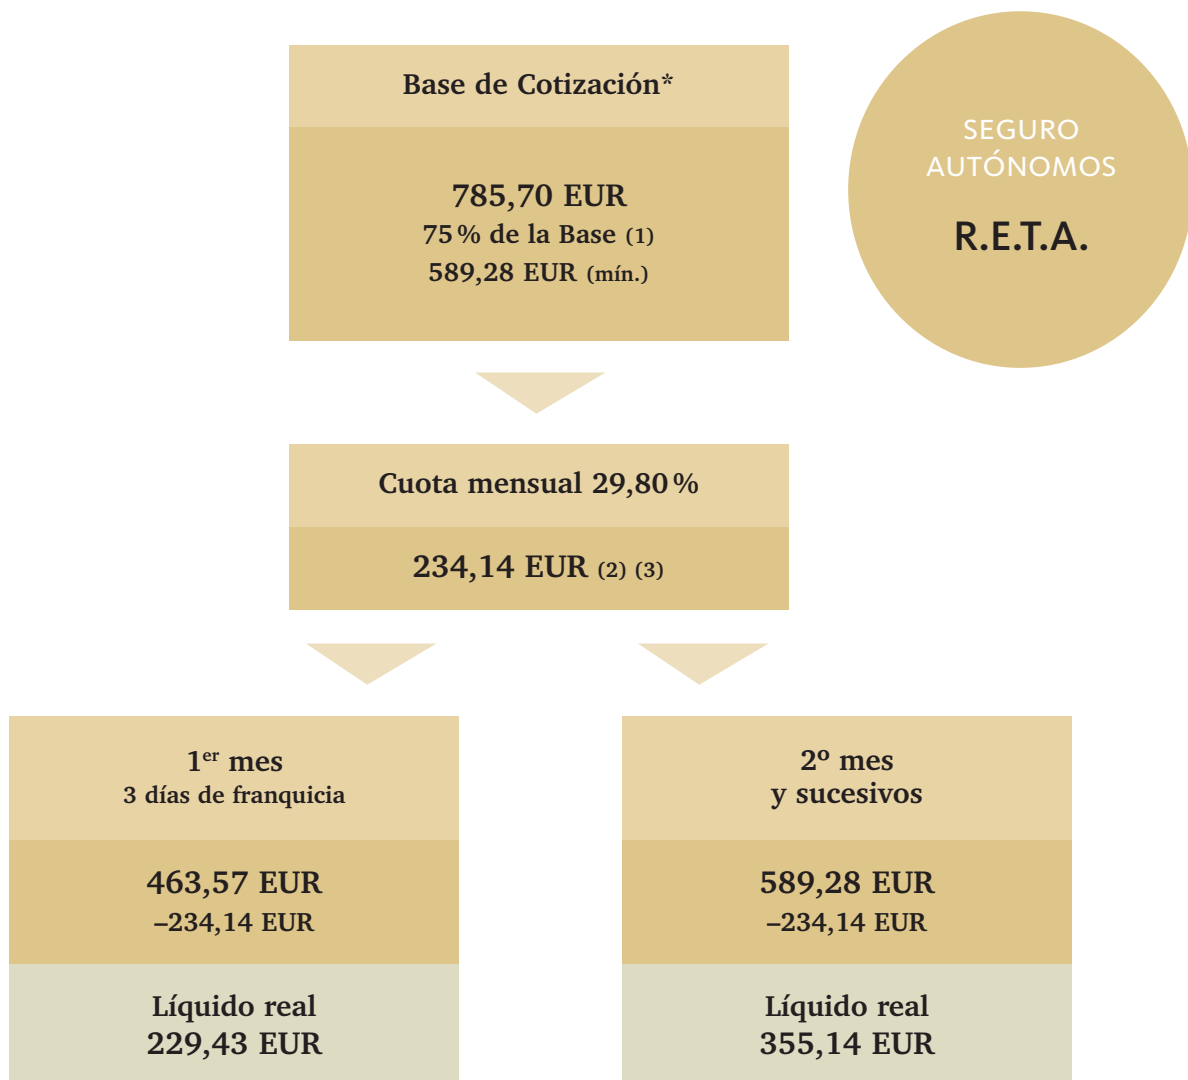 Base de Cotización*
785,70 EUR
75% de la Base (1)
589,28 EUR (mín.)
SEGURO
AUTÓNOMOS
R.E.T.A.
Cuota mensual 29,80%
234,14 EUR (2) (3)
1er mes
3 días de franquicia
463,57 EUR
–234,14 EUR
Líquido real
229,43 EUR
2º mes
y sucesivos
589,28 EUR
–234,14 EUR
Líquido real
355,14 EUR